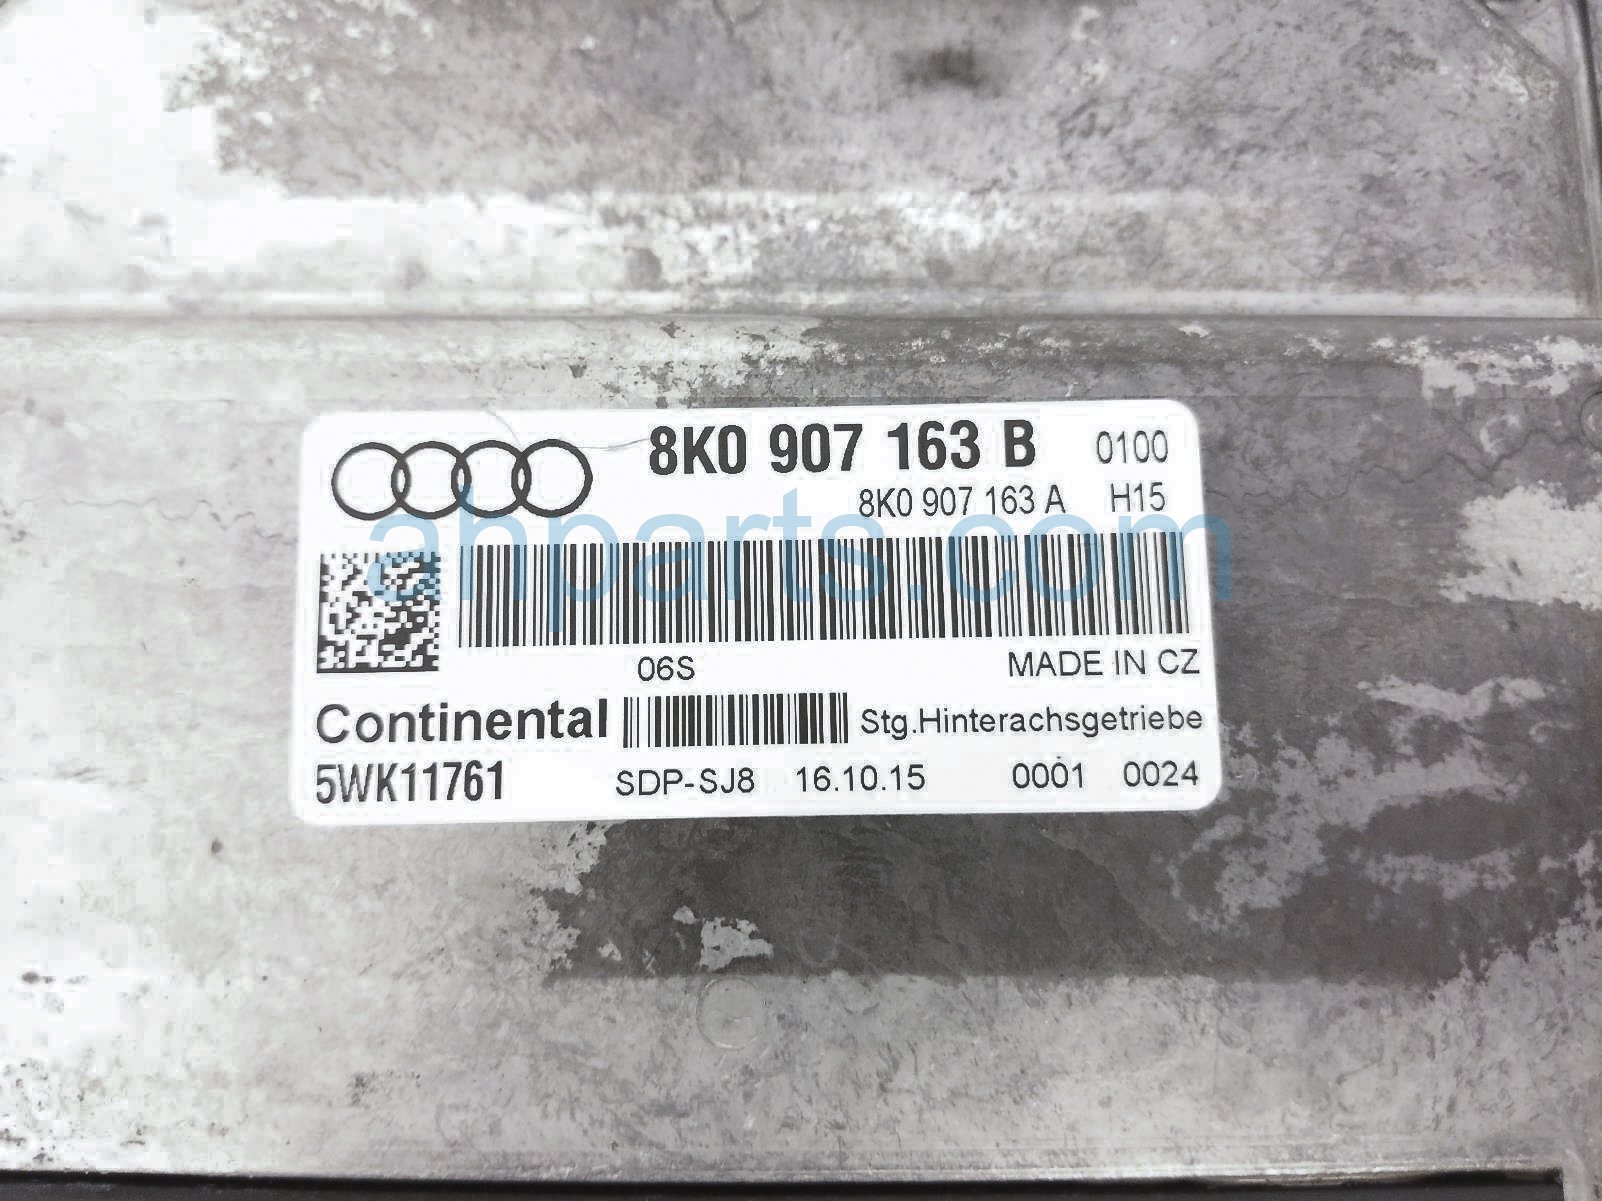 8K0 907 163 B 0100
8K0 907 163 A H15
ahparts.com
06S MADE IN CZ
Continental Stg.Hinterachsgetriebe
5WK11761 SDP-SJ8 16.10.15 0001 0024